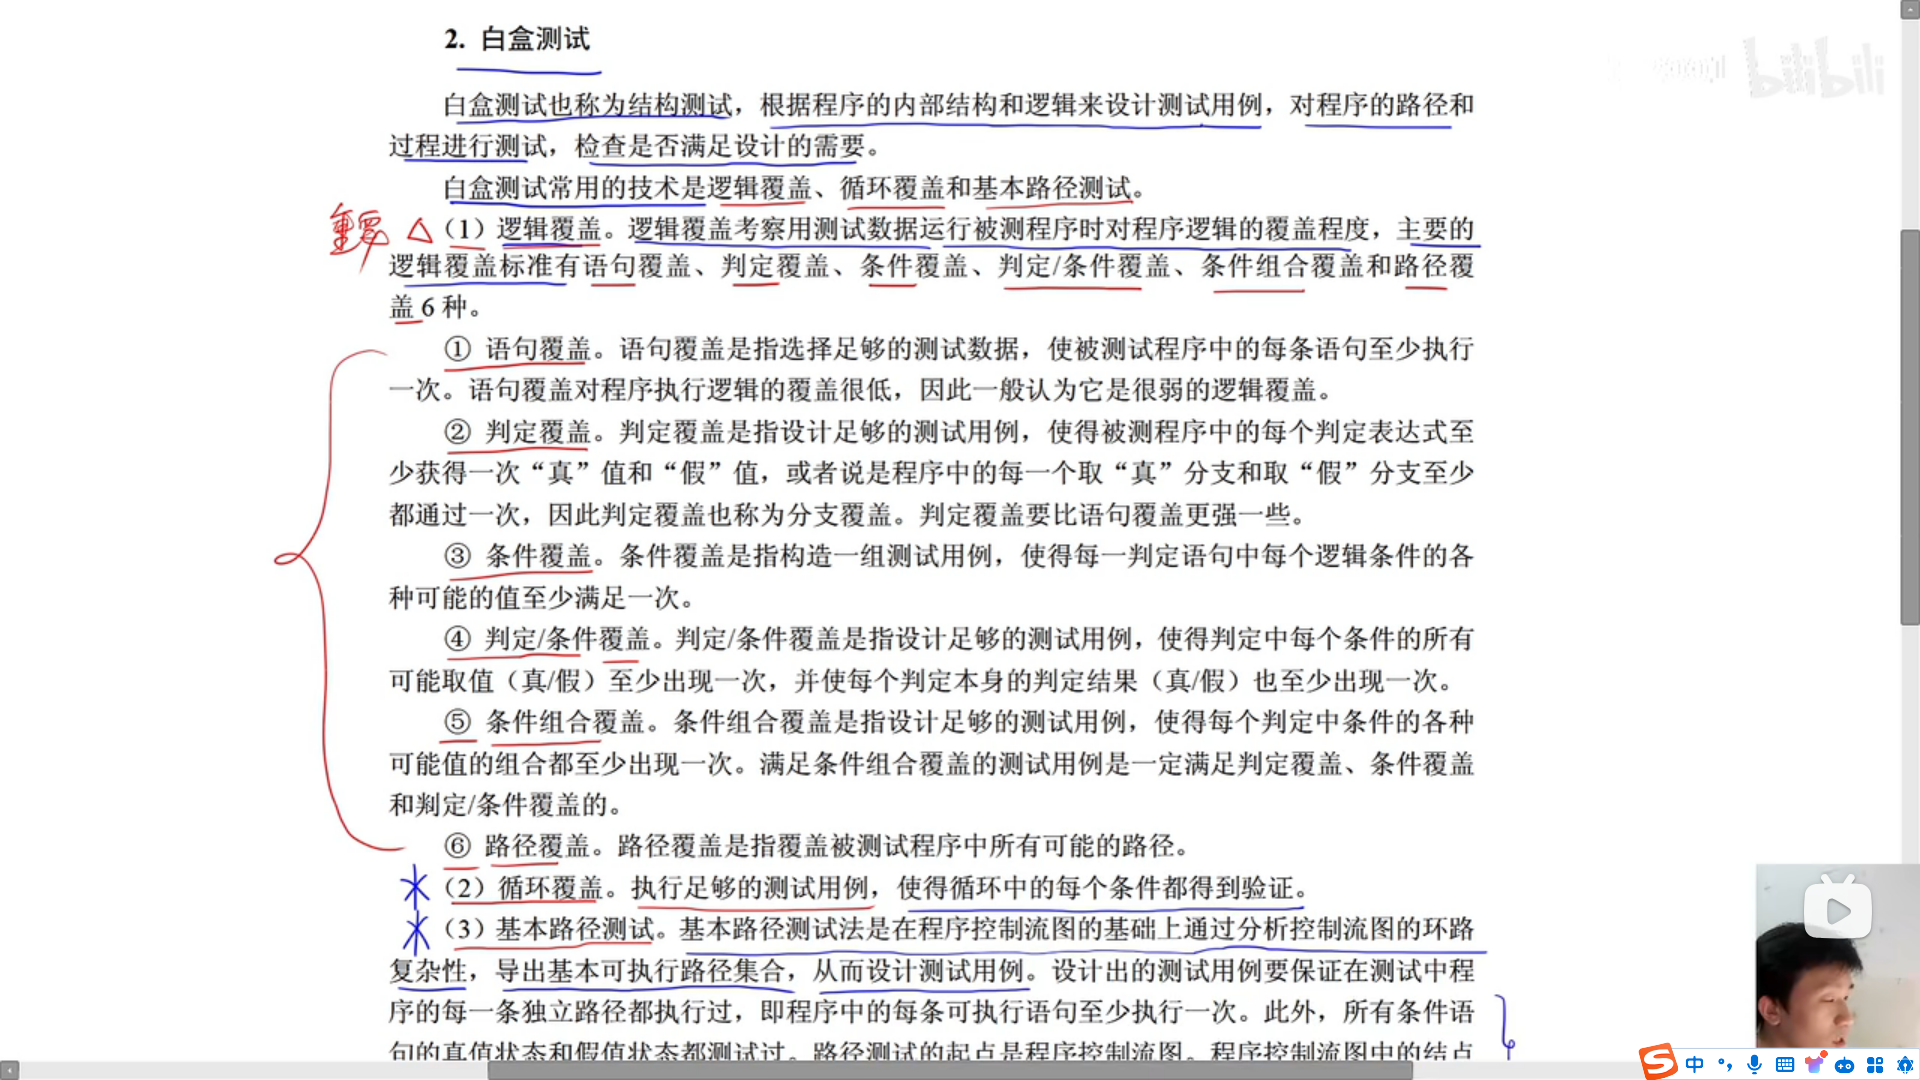 2. 白盒测试
bilibili
白盒测试也称为结构测试，根据程序的内部结构和逻辑来设计测试用例，对程序的路径和
过程进行测试，检查是否满足设计的需要。
白盒测试常用的技术是逻辑覆盖、循环覆盖和基本路径测试。
重要 △（1）逻辑覆盖。逻辑覆盖考察用测试数据运行被测程序时对程序逻辑的覆盖程度，主要的
逻辑覆盖标准有语句覆盖、判定覆盖、条件覆盖、判定/条件覆盖、条件组合覆盖和路径覆
盖 6 种。
① 语句覆盖。语句覆盖是指选择足够的测试数据，使被测试程序中的每条语句至少执行
一次。语句覆盖对程序执行逻辑的覆盖很低，因此一般认为它是很弱的逻辑覆盖。
② 判定覆盖。判定覆盖是指设计足够的测试用例，使得被测程序中的每个判定表达式至
少获得一次“真”值和“假”值，或者说是程序中的每一个取“真”分支和取“假”分支至少
都通过一次，因此判定覆盖也称为分支覆盖。判定覆盖要比语句覆盖更强一些。
③ 条件覆盖。条件覆盖是指构造一组测试用例，使得每一判定语句中每个逻辑条件的各
种可能的值至少满足一次。
④ 判定/条件覆盖。判定/条件覆盖是指设计足够的测试用例，使得判定中每个条件的所有
可能取值（真/假）至少出现一次，并使每个判定本身的判定结果（真/假）也至少出现一次。
⑤ 条件组合覆盖。条件组合覆盖是指设计足够的测试用例，使得每个判定中条件的各种
可能值的组合都至少出现一次。满足条件组合覆盖的测试用例是一定满足判定覆盖、条件覆盖
和判定/条件覆盖的。
⑥ 路径覆盖。路径覆盖是指覆盖被测试程序中所有可能的路径。
（2）循环覆盖。执行足够的测试用例，使得循环中的每个条件都得到验证。
（3）基本路径测试。基本路径测试法是在程序控制流图的基础上通过分析控制流图的环路
复杂性，导出基本可执行路径集合，从而设计测试用例。设计出的测试用例要保证在测试中程
序的每一条独立路径都执行过，即程序中的每条可执行语句至少执行一次。此外，所有条件语
句的真值状态和假值状态都测试过。路径测试的起点是程序控制流图。程序控制流图中的结点
中